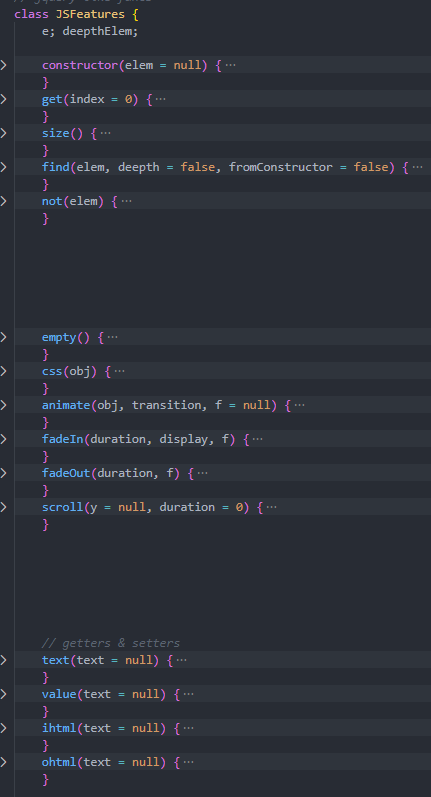 class JSFeatures {
e; deepthElem;
constructor(elem = null) { ···
}
get(index = 0) { ···
}
size() { ···
}
find(elem, deepth = false, fromConstructor = false) { ···
}
not(elem) { ···
}
empty() { ···
}
css(obj) { ···
}
animate(obj, transition, f = null) { ···
}
fadeIn(duration, display, f) { ···
}
fadeOut(duration, f) { ···
}
scroll(y = null, duration = 0) { ···
}
// getters & setters
text(text = null) { ···
}
value(text = null) { ···
}
ihtml(text = null) { ···
}
ohtml(text = null) { ···
}